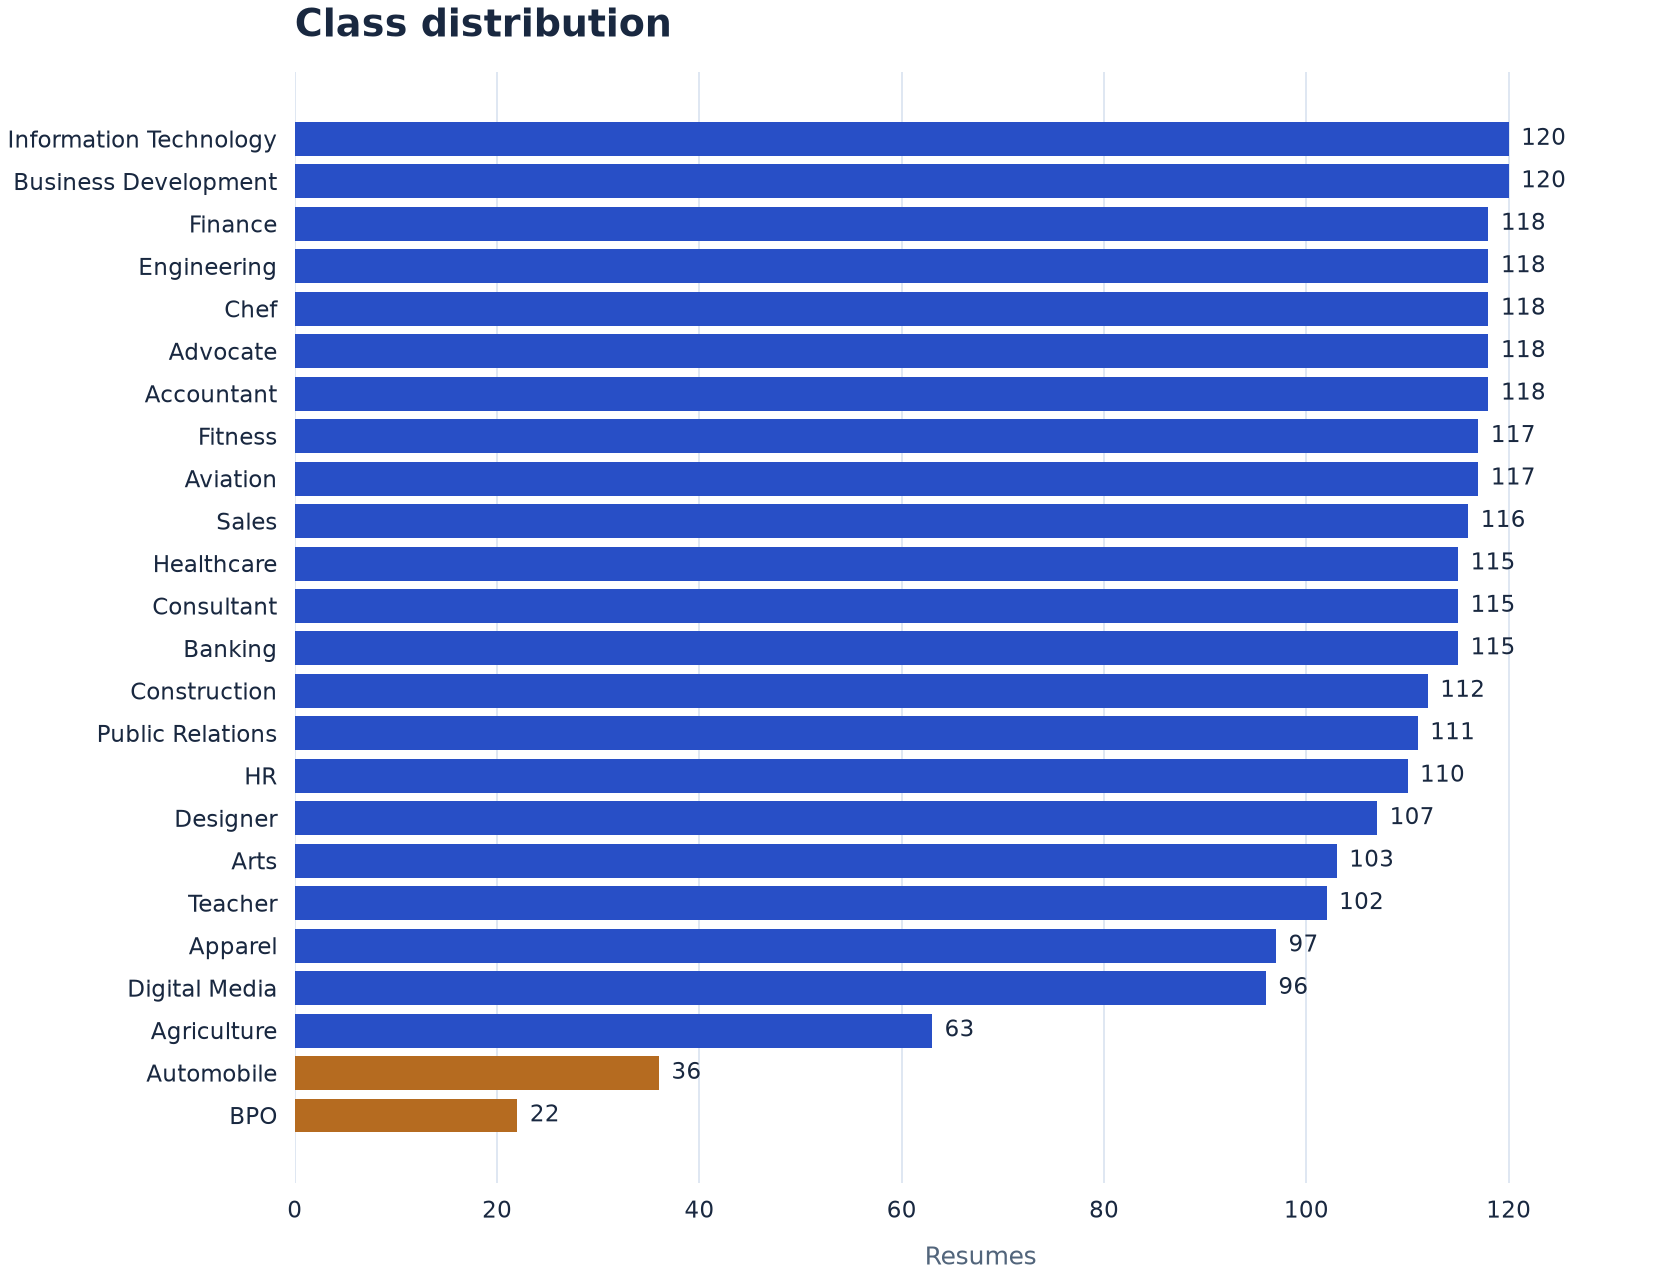 Class distribution
Information Technology 120
Business Development 120
Finance 118
Engineering 118
Chef 118
Advocate 118
Accountant 118
Fitness 117
Aviation 117
Sales 116
Healthcare 115
Consultant 115
Banking 115
Construction 112
Public Relations 111
HR 110
Designer 107
Arts 103
Teacher 102
Apparel 97
Digital Media 96
Agriculture 63
Automobile 36
BPO 22
0 20 40 60 80 100 120
Resumes